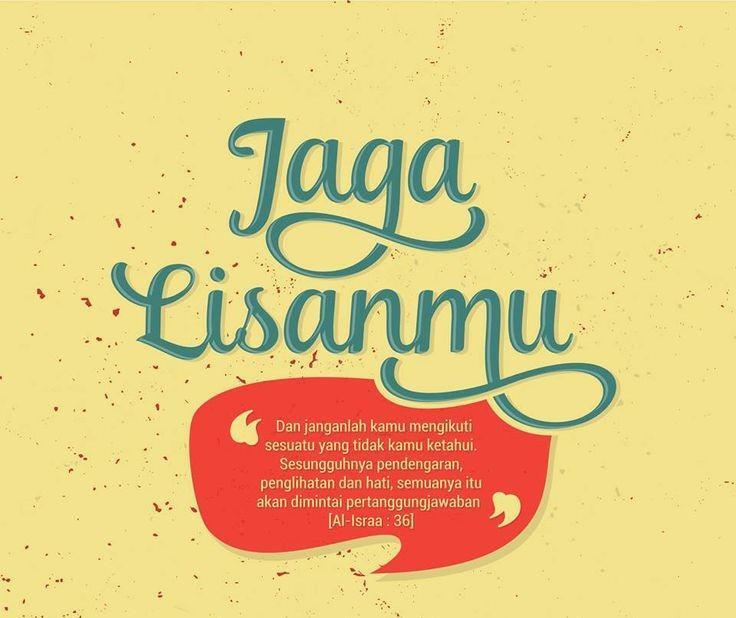 Jaga
Lisanmu
Dan janganlah kamu mengikuti
sesuatu yang tidak kamu ketahui.
Sesungguhnya pendengaran,
penglihatan dan hati, semuanya itu
akan dimintai pertanggungjawaban
[Al-Israa : 36]